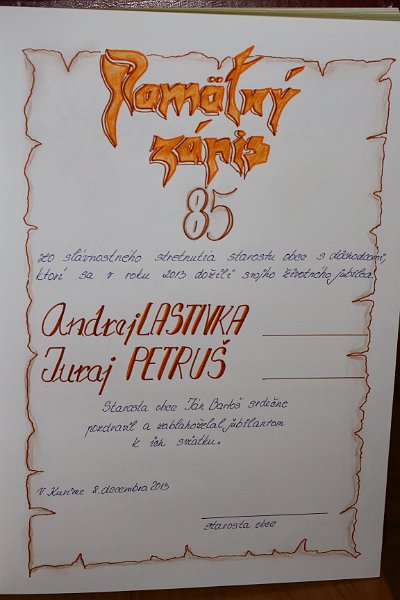 Pamätný
zápis
85
zo slávnostného stretnutia starostu obce s dôchodcami,
ktorí sa v roku 2013 dožili svojho životného jubilea.
Andrej LASTIVKA
Juraj PETRUŠ
Starosta obce Ján Bartoš srdečne
pozdravil a zablahoželal jubilantom
k ich sviatku.
V Kuríme 8. decembra 2013
starosta obce